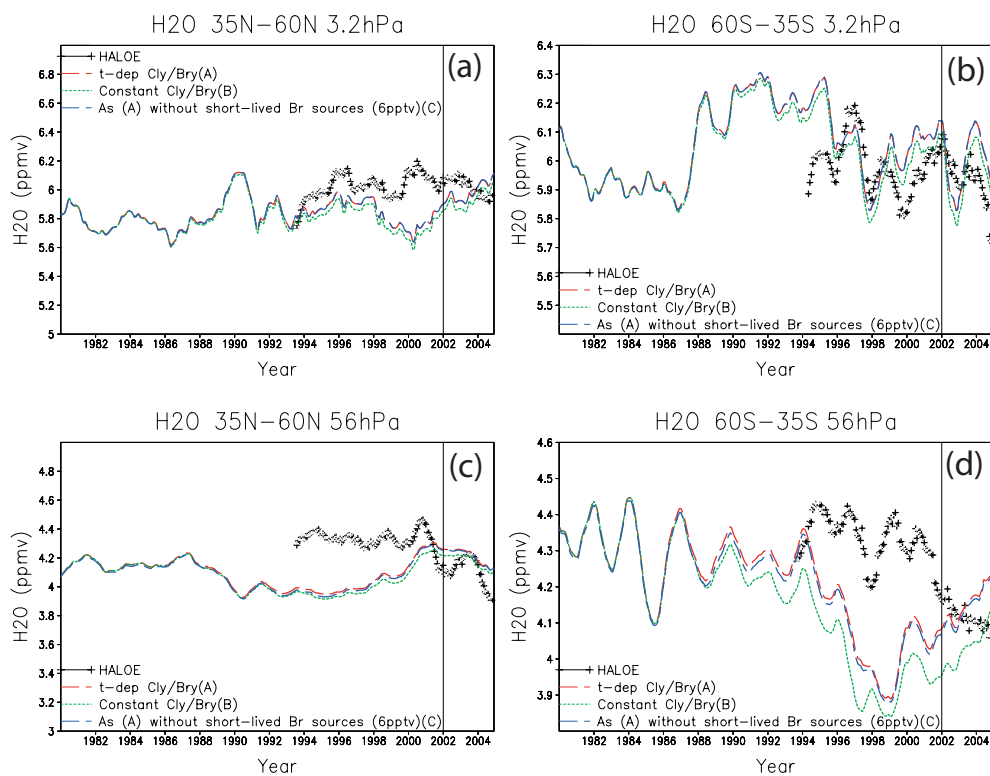 H2O 35N−60N 3.2hPa
(a)
HALOE
t−dep Cly/Bry(A)
Constant Cly/Bry(B)
As (A) without short−lived Br sources (6pptv)(C)
H2O (ppmv)
6.8
6.6
6.4
6.2
6
5.8
5.6
5.4
5.2
5
1982 1984 1986 1988 1990 1992 1994 1996 1998 2000 2002 2004
Year
H2O 60S−35S 3.2hPa
(b)
H2O (ppmv)
6.4
6.3
6.2
6.1
6
5.9
5.8
5.7
5.6
5.5
HALOE
t−dep Cly/Bry(A)
Constant Cly/Bry(B)
As (A) without short−lived Br sources (6pptv)(C)
1982 1984 1986 1988 1990 1992 1994 1996 1998 2000 2002 2004
Year
H2O 35N−60N 56hPa
(c)
H2O (ppmv)
4.8
4.6
4.4
4.2
4
3.8
3.6
3.4
3.2
3
HALOE
t−dep Cly/Bry(A)
Constant Cly/Bry(B)
As (A) without short−lived Br sources (6pptv)(C)
1982 1984 1986 1988 1990 1992 1994 1996 1998 2000 2002 2004
Year
H2O 60S−35S 56hPa
(d)
H2O (ppmv)
4.6
4.5
4.4
4.3
4.2
4.1
4
3.9
HALOE
t−dep Cly/Bry(A)
Constant Cly/Bry(B)
As (A) without short−lived Br sources (6pptv)(C)
1982 1984 1986 1988 1990 1992 1994 1996 1998 2000 2002 2004
Year